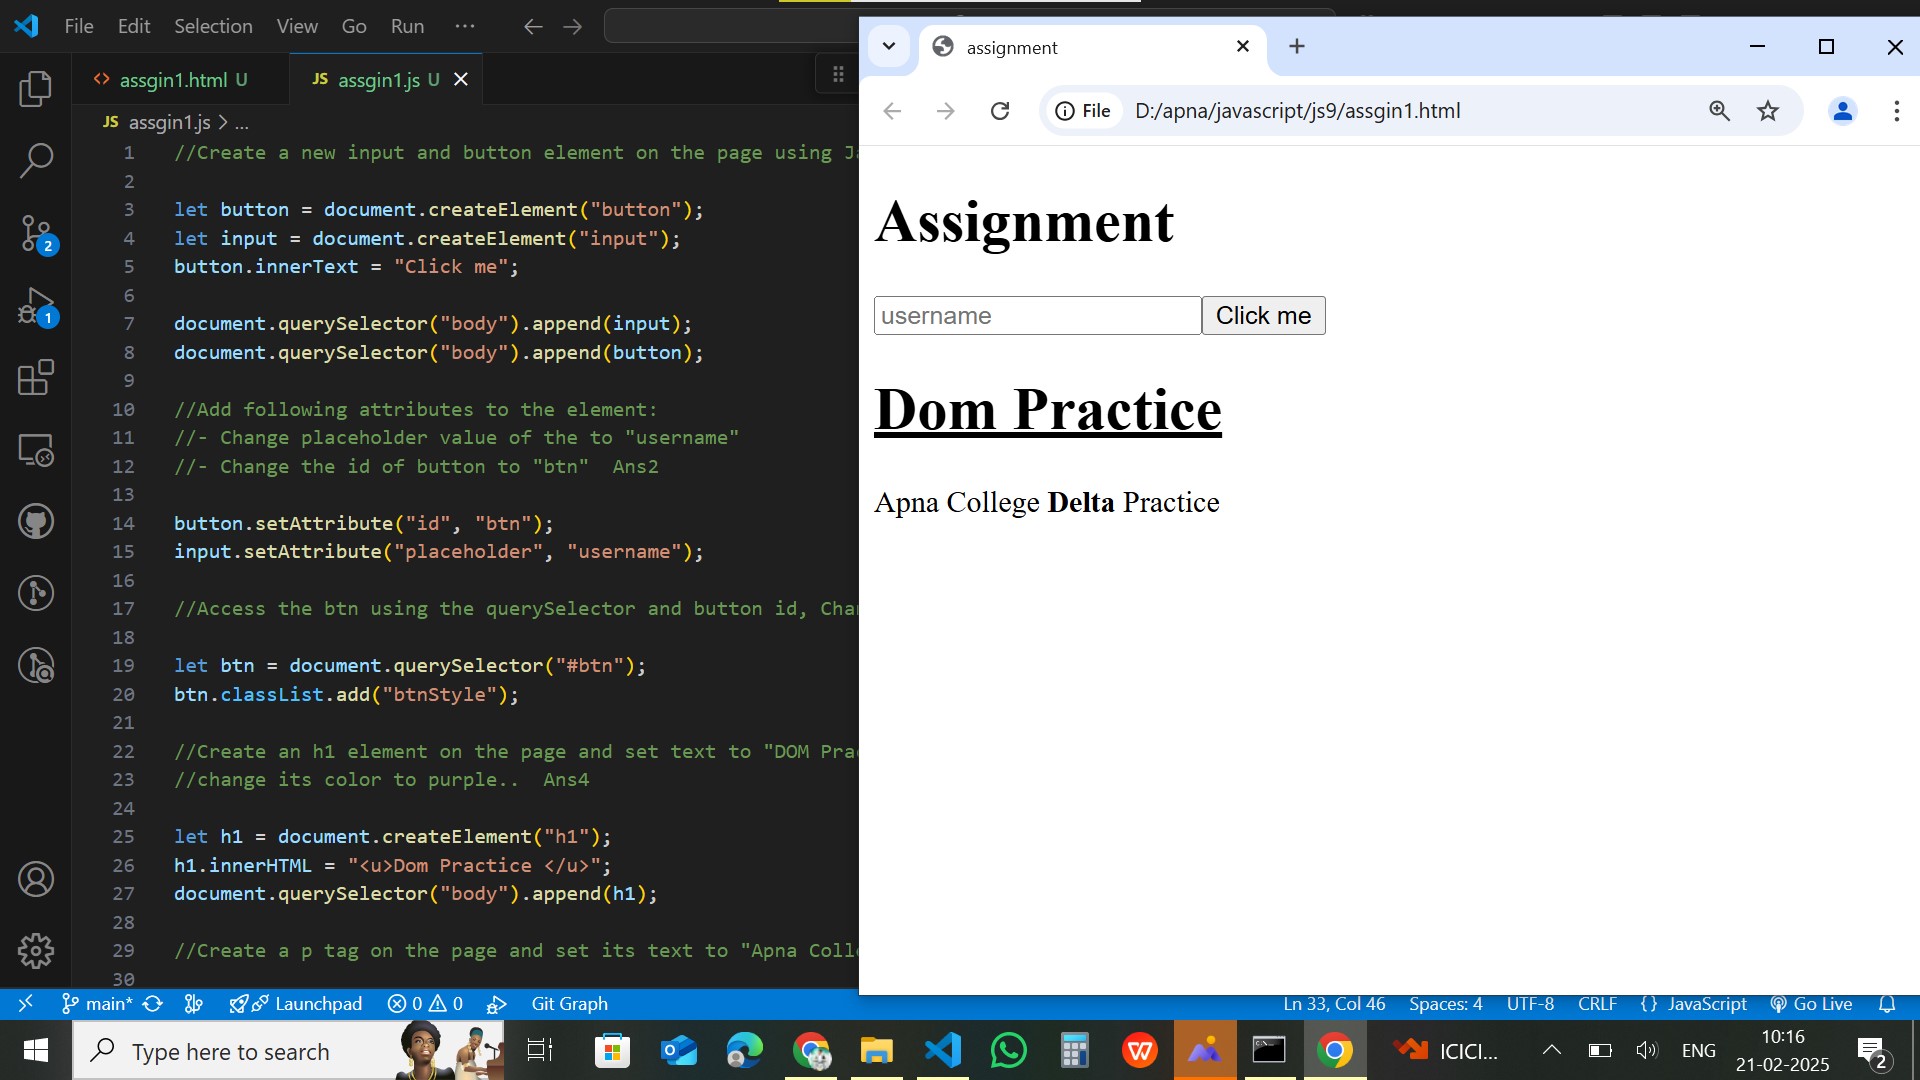 File Edit Selection View Go Run ···
assgin1.html U
JS assgin1.js U
JS assgin1.js > ...
1 //Create a new input and button element on the page using
2
3 let button = document.createElement("button");
4 let input = document.createElement("input");
5 button.innerText = "Click me";
6
7 document.querySelector("body").append(input);
8 document.querySelector("body").append(button);
9
10 //Add following attributes to the element:
11 //- Change placeholder value of the to "username"
12 //- Change the id of button to "btn"  Ans2
13
14 button.setAttribute("id", "btn");
15 input.setAttribute("placeholder", "username");
16
17 //Access the btn using the querySelector and button id,
18
19 let btn = document.querySelector("#btn");
20 btn.classList.add("btnStyle");
21
22 //Create an h1 element on the page and set text to "DOM
23 //change its color to purple..  Ans4
24
25 let h1 = document.createElement("h1");
26 h1.innerHTML = "<u>Dom Practice </u>";
27 document.querySelector("body").append(h1);
28
29 //Create a p tag on the page and set its text to "Apna
30
2
1
main* Launchpad 0 0 Git Graph
assignment
File D:/apna/javascript/js9/assgin1.html
Assignment
username Click me
Dom Practice
Apna College Delta Practice
Ln 33, Col 46 Spaces: 4 UTF-8 CRLF {} JavaScript Go Live
Type here to search
ICICI...
ENG
10:16
21-02-2025
2